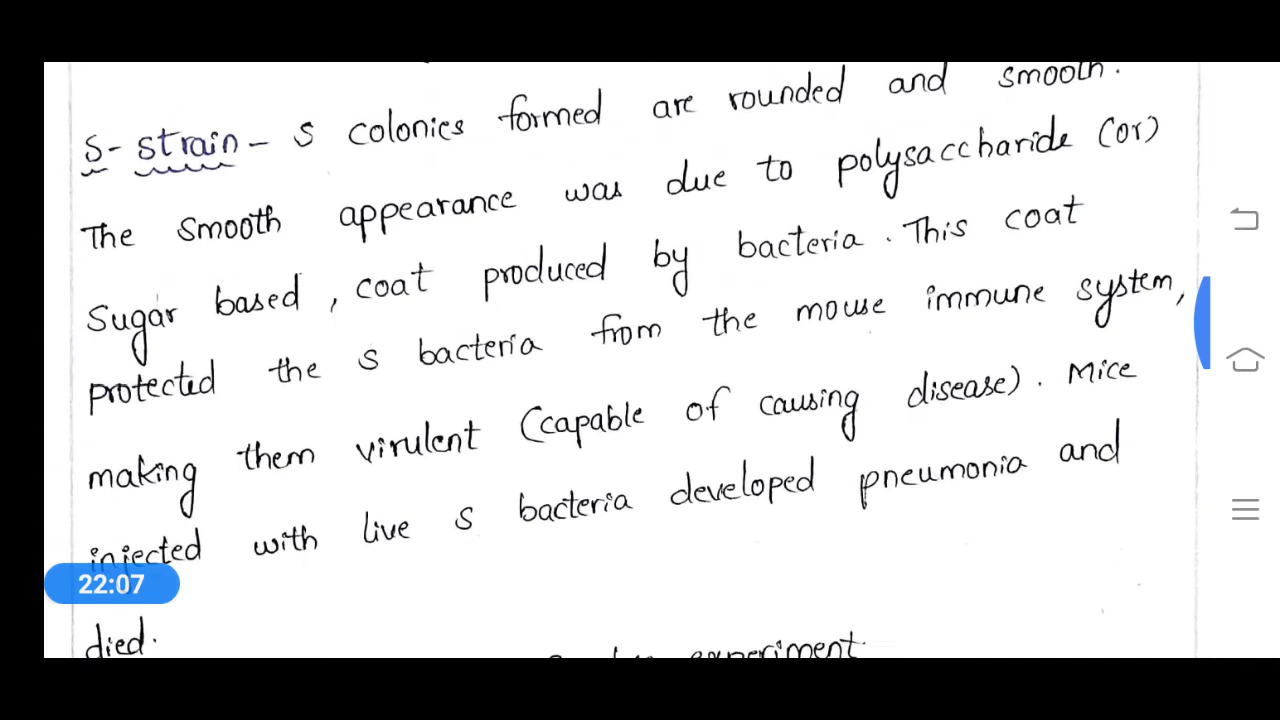 S- strain - S colonies formed are rounded and smooth.
The smooth appearance was due to polysaccharide (or)
Sugar based, coat produced by bacteria. This coat
protected the S bacteria from the mouse immune system,
making them virulent (capable of causing disease). Mice
injected with live S bacteria developed pneumonia and
22:07
died.
experiment.